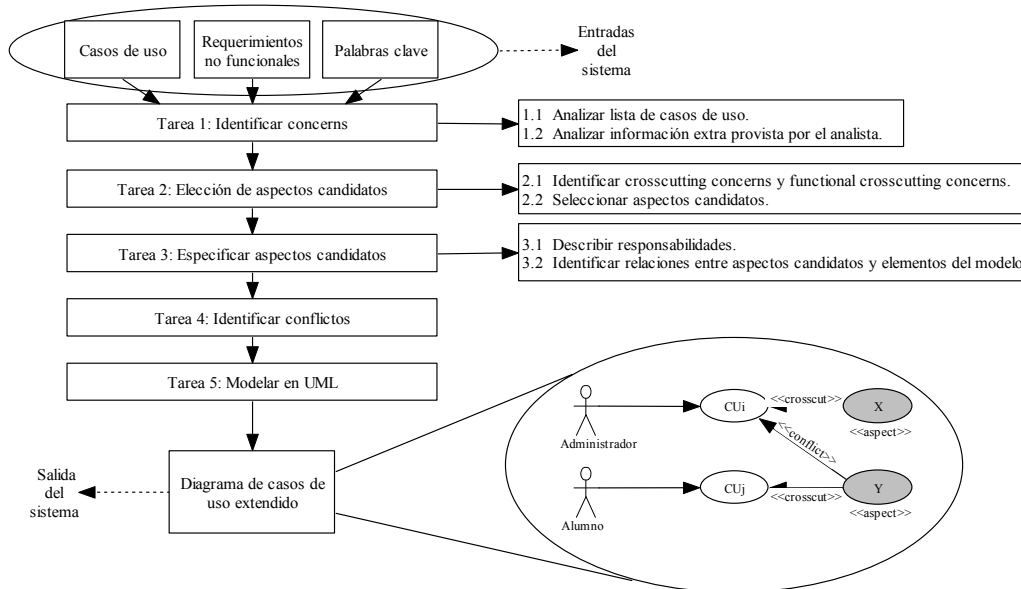 Casos de uso
Requerimientos
no funcionales
Palabras clave
Entradas
del
sistema
Tarea 1: Identificar concerns
1.1 Analizar lista de casos de uso.
1.2 Analizar información extra provista por el analista.
Tarea 2: Elección de aspectos candidatos
2.1 Identificar crosscutting concerns y functional crosscutting concerns.
2.2 Seleccionar aspectos candidatos.
Tarea 3: Especificar aspectos candidatos
3.1 Describir responsabilidades.
3.2 Identificar relaciones entre aspectos candidatos y elementos del modelo
Tarea 4: Identificar conflictos
Tarea 5: Modelar en UML
Salida
del
sistema
Diagrama de casos de
uso extendido
Administrador
CUi
<<crosscut>>
X
<<aspect>>
<<conflict>>
Alumno
CUj
<<crosscut>>
Y
<<aspect>>